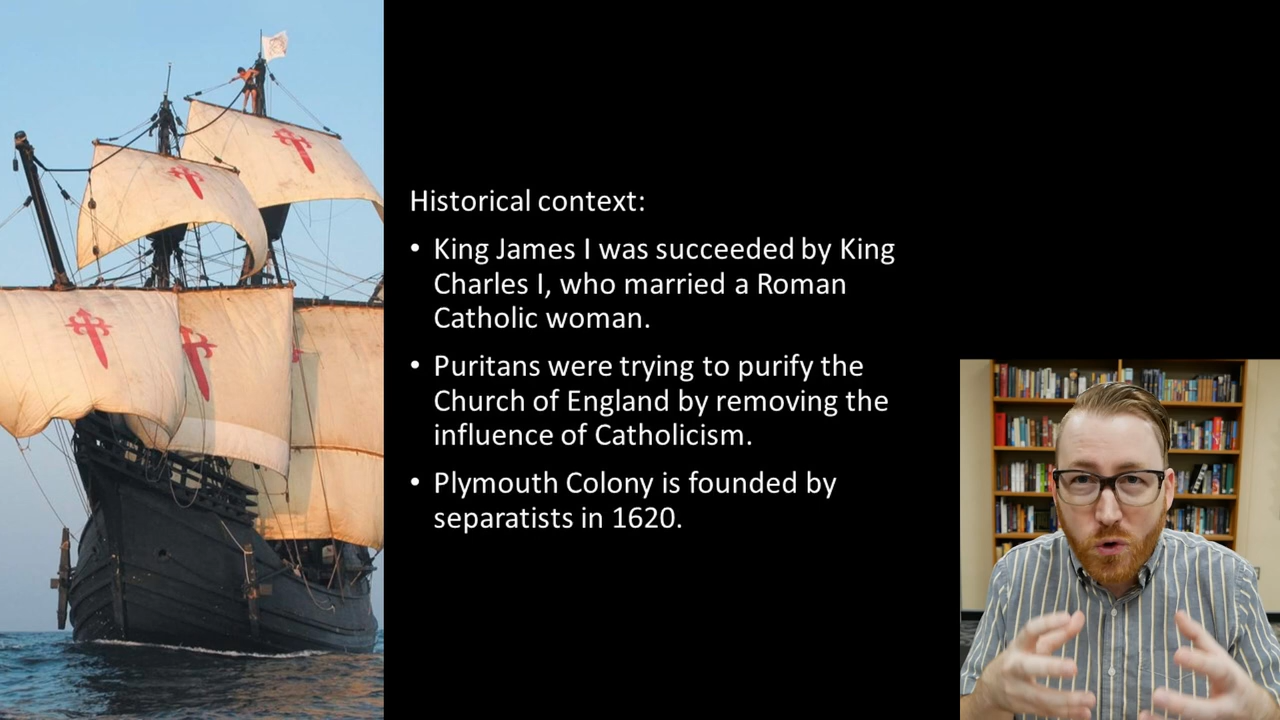 Historical context:
• King James I was succeeded by King
Charles I, who married a Roman
Catholic woman.
• Puritans were trying to purify the
Church of England by removing the
influence of Catholicism.
• Plymouth Colony is founded by
separatists in 1620.